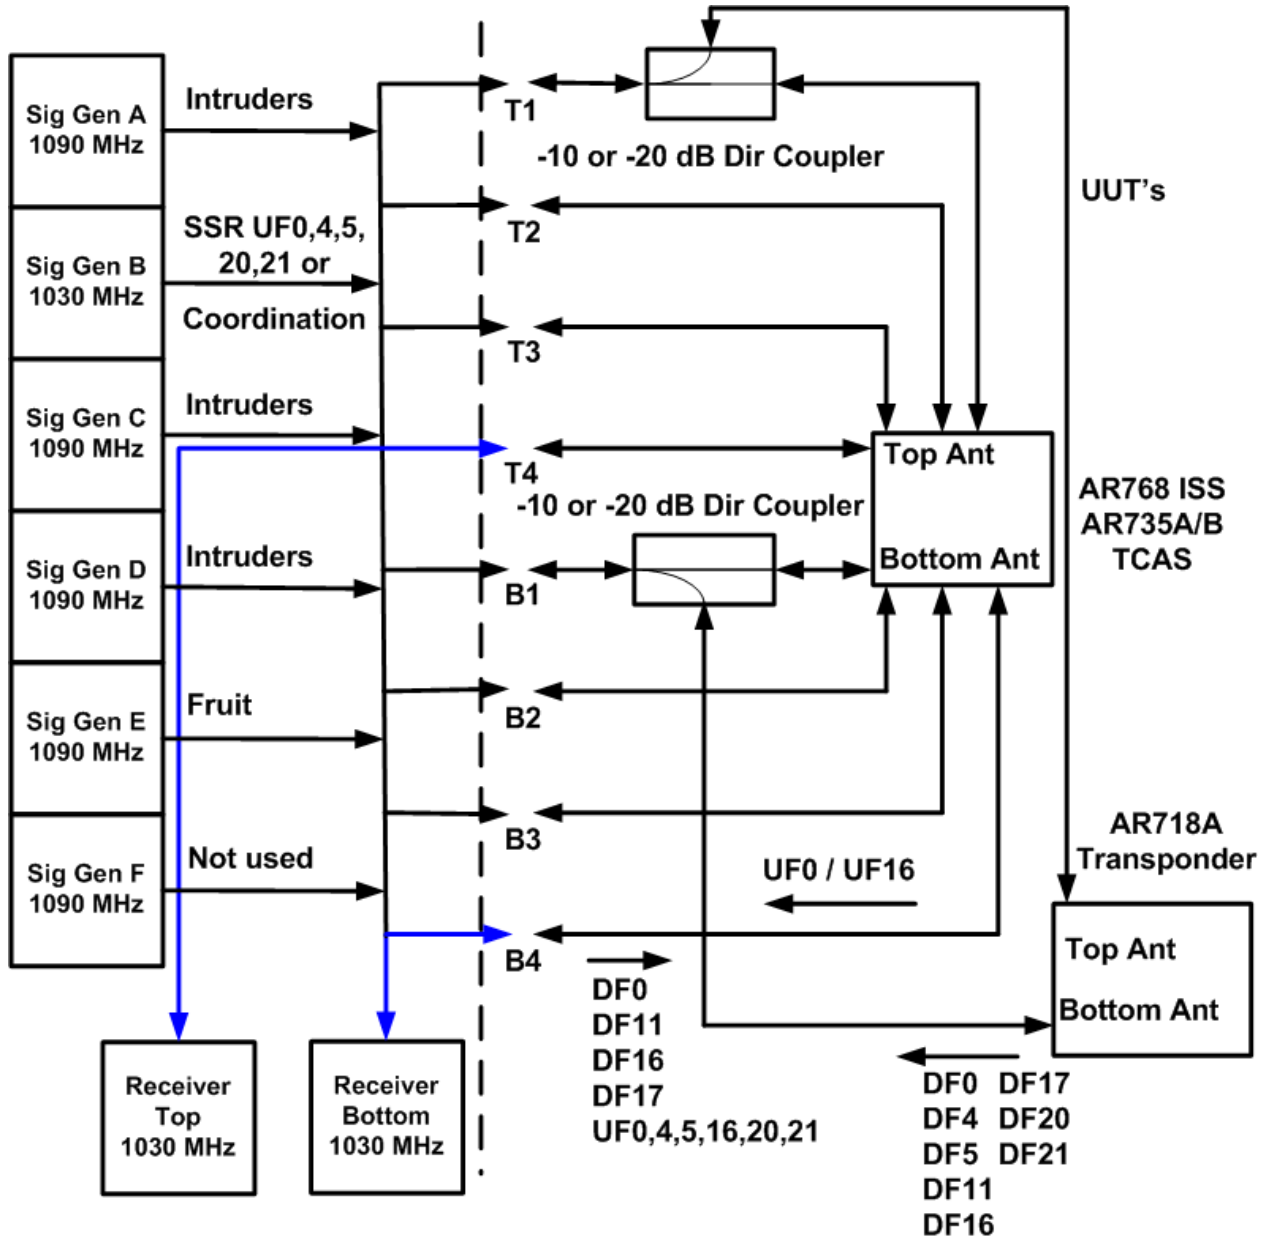 Sig Gen A
1090 MHz
Intruders
Sig Gen B
1030 MHz
SSR UF0,4,5,
20,21 or
Coordination
Sig Gen C
1090 MHz
Intruders
Sig Gen D
1090 MHz
Intruders
Sig Gen E
1090 MHz
Fruit
Sig Gen F
1090 MHz
Not used
Receiver
Top
1030 MHz
Receiver
Bottom
1030 MHz
T1
-10 or -20 dB Dir Coupler
T2
T3
T4
-10 or -20 dB Dir Coupler
B1
B2
B3
B4
UUT's
Top Ant
Bottom Ant
AR768 ISS
AR735A/B
TCAS
UF0 / UF16
DF0
DF11
DF16
DF17
UF0,4,5,16,20,21
AR718A
Transponder
Top Ant
Bottom Ant
DF0 DF17
DF4 DF20
DF5 DF21
DF11
DF16